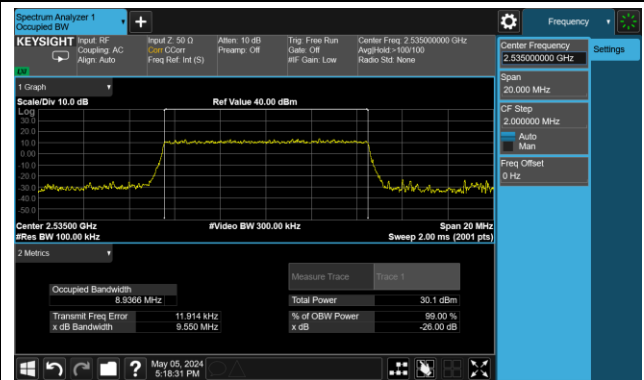 Spectrum Analyzer 1
Occupied BW
Frequency
KEYSIGHT
Input: RF
Coupling: AC
Align: Auto
Input Z: 50 Ω
Corr CCorr
Freq Ref: Int (S)
Atten: 10 dB
Preamp: Off
Trig: Free Run
Gate: Off
#IF Gain: Low
Center Freq: 2.535000000 GHz
Avg|Hold:>100/100
Radio Std: None
Center Frequency
2.535000000 GHz
Settings
Span
20.000 MHz
CF Step
2.000000 MHz
Auto
Man
Freq Offset
0 Hz
1 Graph
Scale/Div 10.0 dB
Ref Value 40.00 dBm
Log
30.0
20.0
10.0
0.00
-10.0
-20.0
-30.0
-40.0
-50.0
Center 2.53500 GHz
#Video BW 300.00 kHz
Span 20 MHz
#Res BW 100.00 kHz
Sweep 2.00 ms (2001 pts)
2 Metrics
Measure Trace
Trace 1
Occupied Bandwidth
8.9366 MHz
Total Power
30.1 dBm
Transmit Freq Error
11.914 kHz
% of OBW Power
99.00 %
x dB Bandwidth
9.550 MHz
x dB
-26.00 dB
?
May 05, 2024
5:18:31 PM